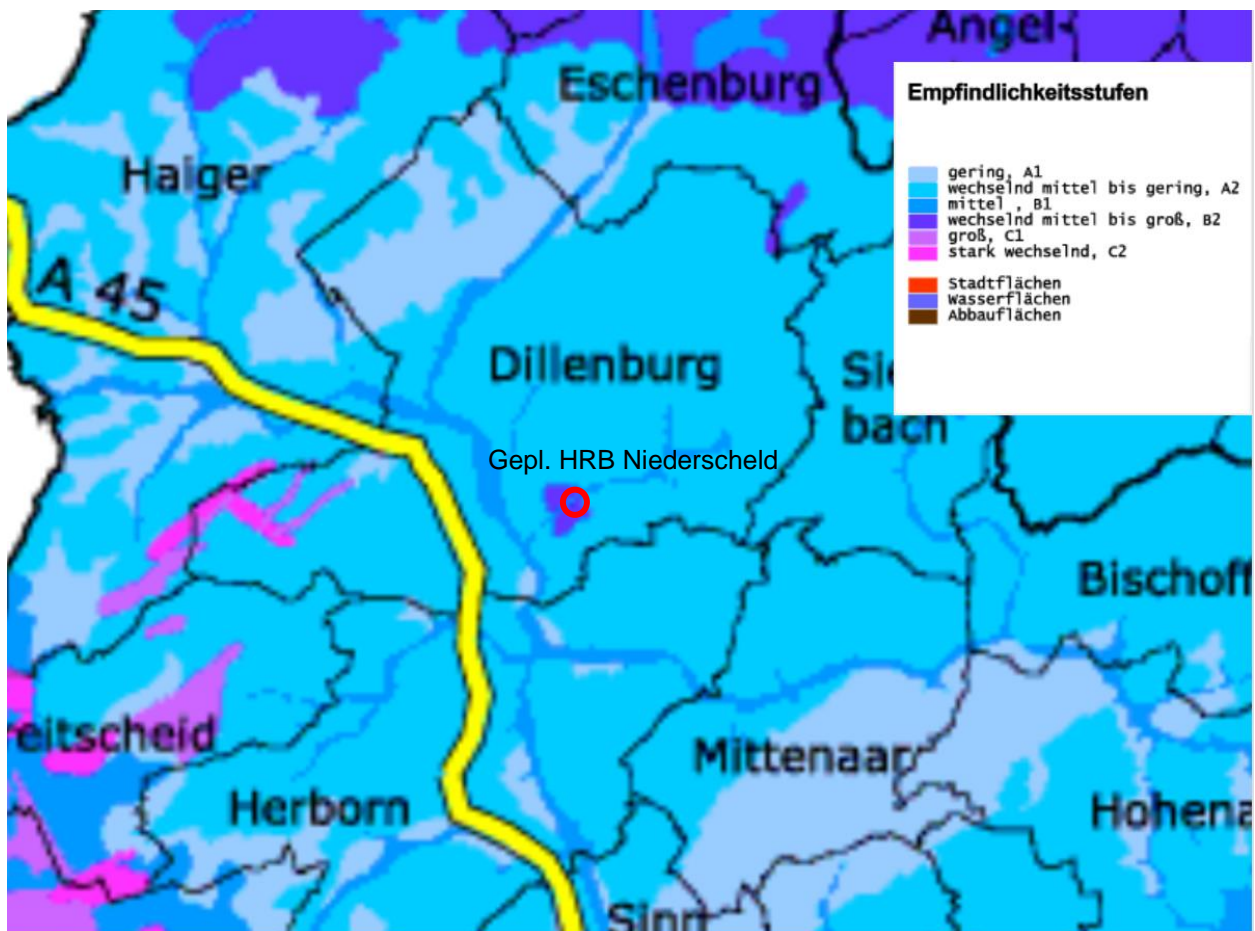 Angel-
Eschenburg
Empfindlichkeitsstufen
gering, A1
wechselnd mittel bis gering, A2
mittel , B1
wechselnd mittel bis groß, B2
groß, C1
stark wechselnd, C2
Stadtflächen
Wasserflächen
Abbauflächen
Haiger
A 45
Dillenburg
Sie
bach
Gepl. HRB Niederscheld
Bischoff
eitscheid
Mittenaar
Herborn
Hohena
Sinn